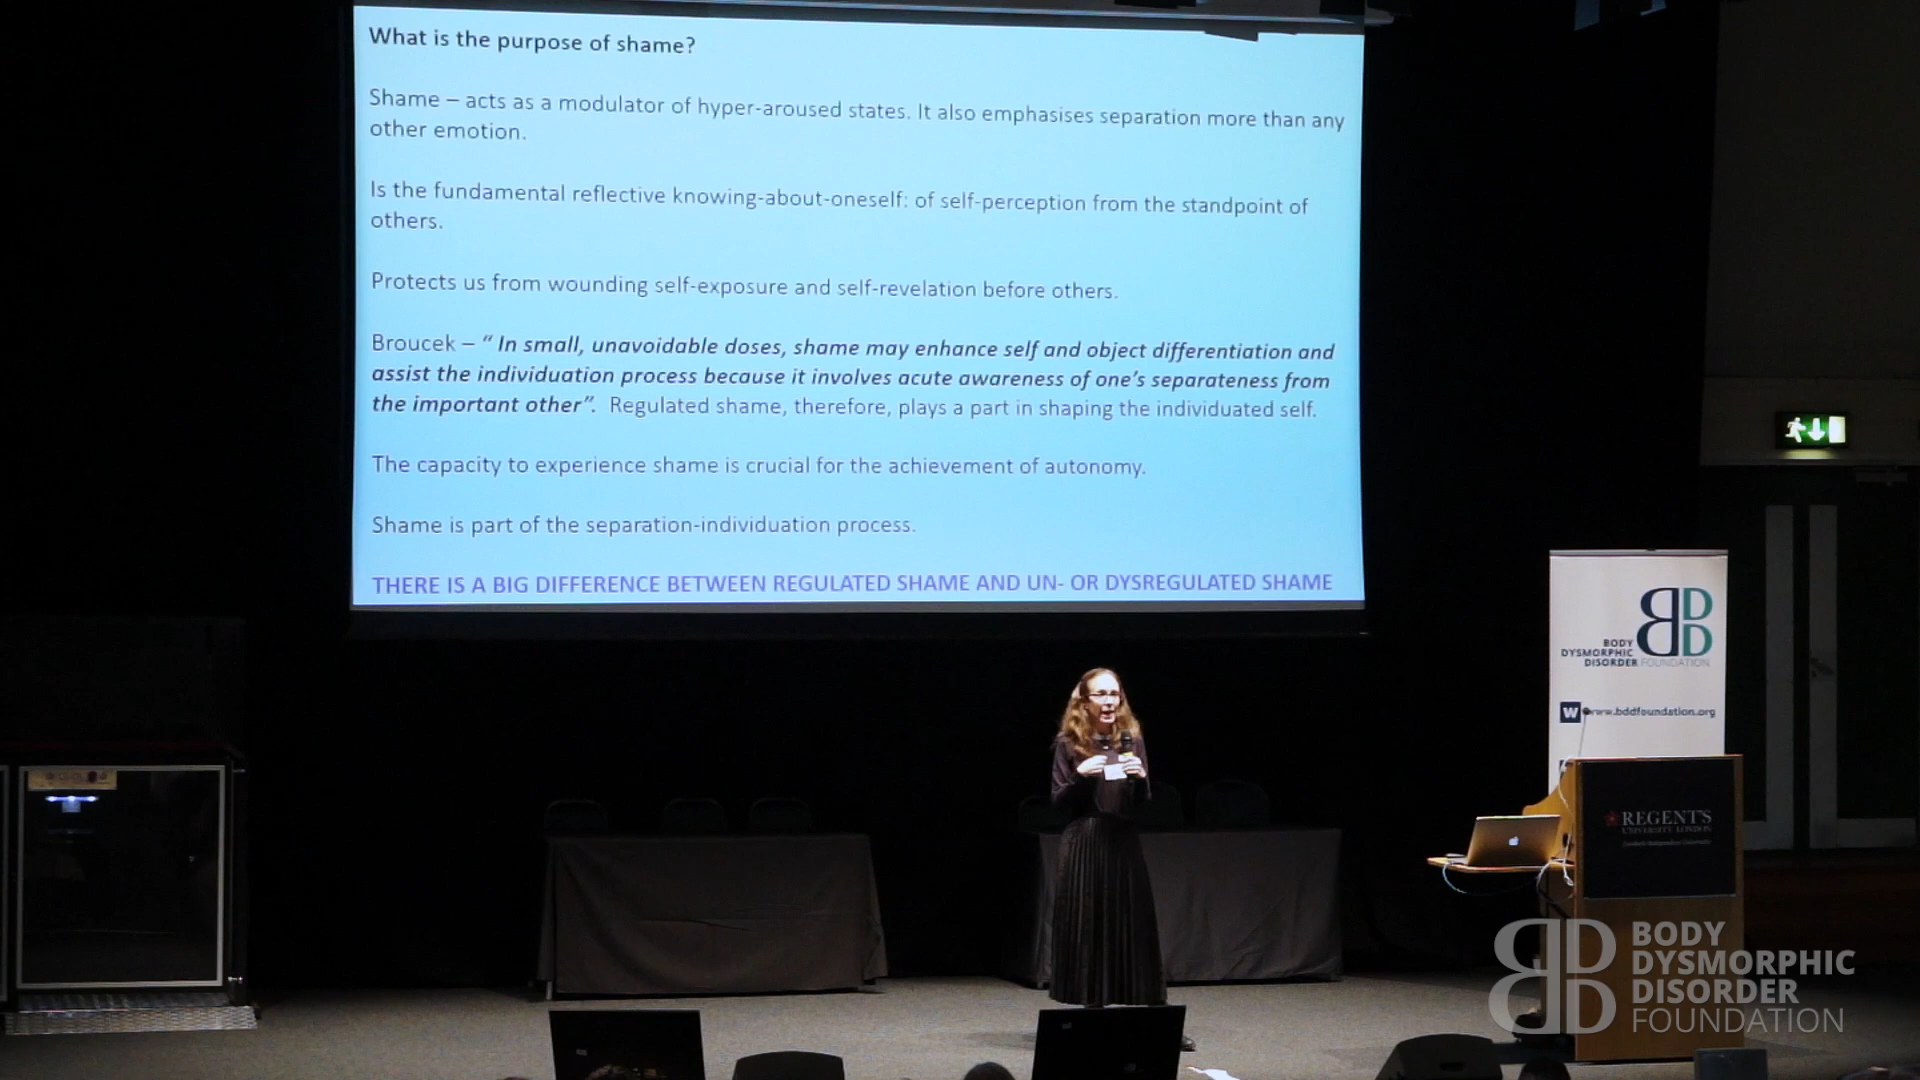 What is the purpose of shame?
Shame – acts as a modulator of hyper-aroused states. It also emphasises separation more than any
other emotion.
Is the fundamental reflective knowing-about-oneself: of self-perception from the standpoint of
others.
Protects us from wounding self-exposure and self-revelation before others.
Broucek – “ In small, unavoidable doses, shame may enhance self and object differentiation and
assist the individuation process because it involves acute awareness of one’s separateness from
the important other”. Regulated shame, therefore, plays a part in shaping the individuated self.
The capacity to experience shame is crucial for the achievement of autonomy.
Shame is part of the separation-individuation process.
THERE IS A BIG DIFFERENCE BETWEEN REGULATED SHAME AND UN- OR DYSREGULATED SHAME
BDD
BODY
DYSMORPHIC
DISORDER FOUNDATION
W www.bddfoundation.org
REGENT'S
UNIVERSITY LONDON
BDD
BODY
DYSMORPHIC
DISORDER
FOUNDATION